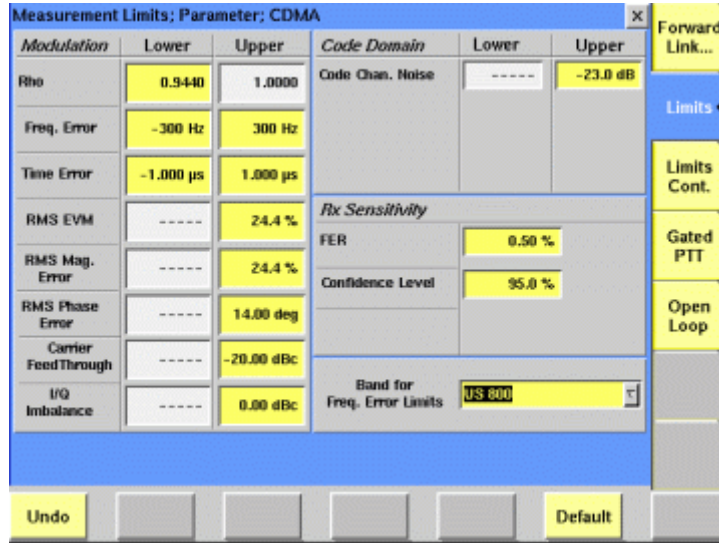 Measurement Limits; Parameter; CDMA
Modulation Lower Upper
Rho 0.9440 1.0000
Freq. Error -300 Hz 300 Hz
Time Error -1.000 µs 1.000 µs
RMS EVM ----- 24.4 %
RMS Mag. Error ----- 24.4 %
RMS Phase Error ----- 14.00 deg
Carrier FeedThrough ----- -20.00 dBc
I/Q Imbalance ----- 0.00 dBc
Code Domain Lower Upper
Code Chan. Noise ----- -23.0 dB
Rx Sensitivity
FER 0.50 %
Confidence Level 95.0 %
Band for Freq. Error Limits US 800
Forward
Link...
Limits
Limits
Cont.
Gated
PTT
Open
Loop
Undo Default